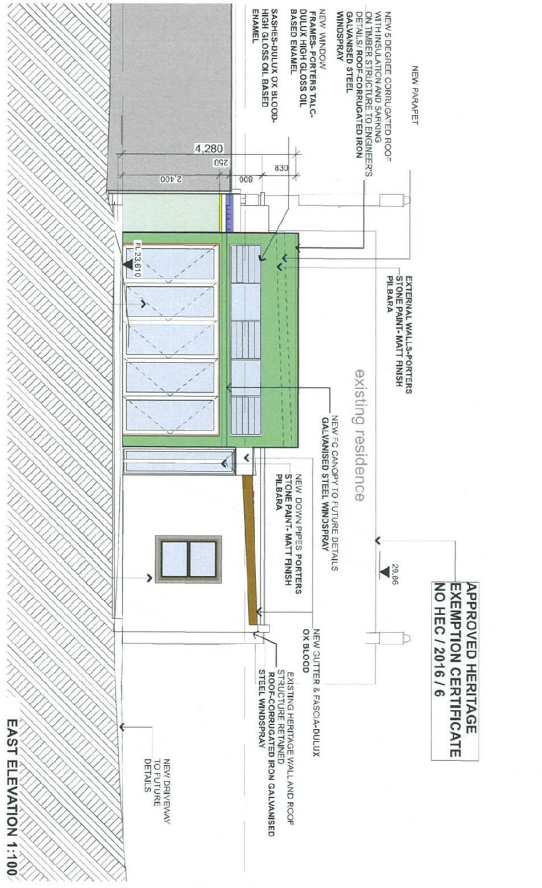 NEW PARAFET
NEW 5 DEGREE CORRUGATED ROOF
WITH INSULATION AND SARKING
ON TIMBER STRUCTURE TO ENGINEER'S
DETAILS/ ROOF-CORRUGATED IRON
GALVANISED STEEL
WINDSPRAY
NEW WINDOW
FRAMES- PORTERS TALC-
DULUX HIGH GLOSS OIL
BASED ENAMEL
SASHES-DULUX OX BLOOD-
HIGH GLOSS OIL BASED
ENAMEL
EXTERNAL WALLS-PORTERS
STONE PAINT- MATT FINISH
PILBARA
existing residence
APPROVED HERITAGE
EXEMPTION CERTIFICATE
NO HEC / 2016 / 6
29.86
830
800
4,280
250
2,400
FL 23,610
NEW FC CANOPY TO FUTURE DETAILS
GALVANISED STEEL WINDSPRAY
NEW DOWN PIPES PORTERS
STONE PAINT- MATT FINISH
PILBARA
NEW GUTTER & FASCIA-DULUX
OX BLOOD
EXISTING HERITAGE WALL AND ROOF
STRUCTURE RETAINED
ROOF-CORRUGATED IRON GALVANISED
STEEL WINDSPRAY
NEW DRIVEWAY
TO FUTURE
DETAILS
EAST ELEVATION 1:100